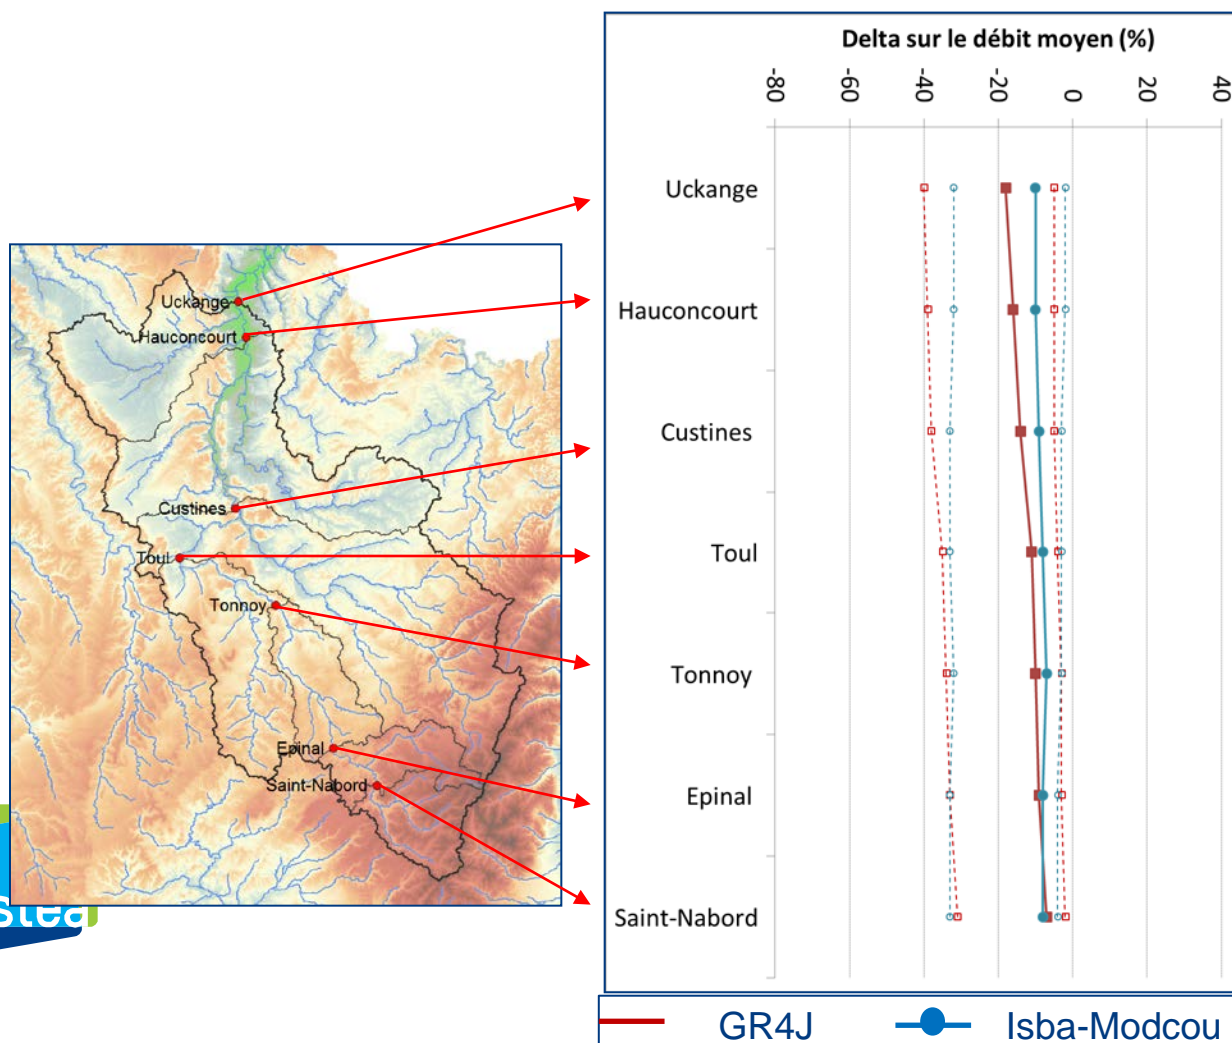 Delta sur le débit moyen (%)
-80 -60 -40 -20 0 20 40
Uckange
Hauconcourt
Custines
Toul
Tonnoy
Epinal
Saint-Nabord
Uckange
Hauconcourt
Custines
Toul
Tonnoy
Epinal
Saint-Nabord
stea
GR4J Isba-Modcou